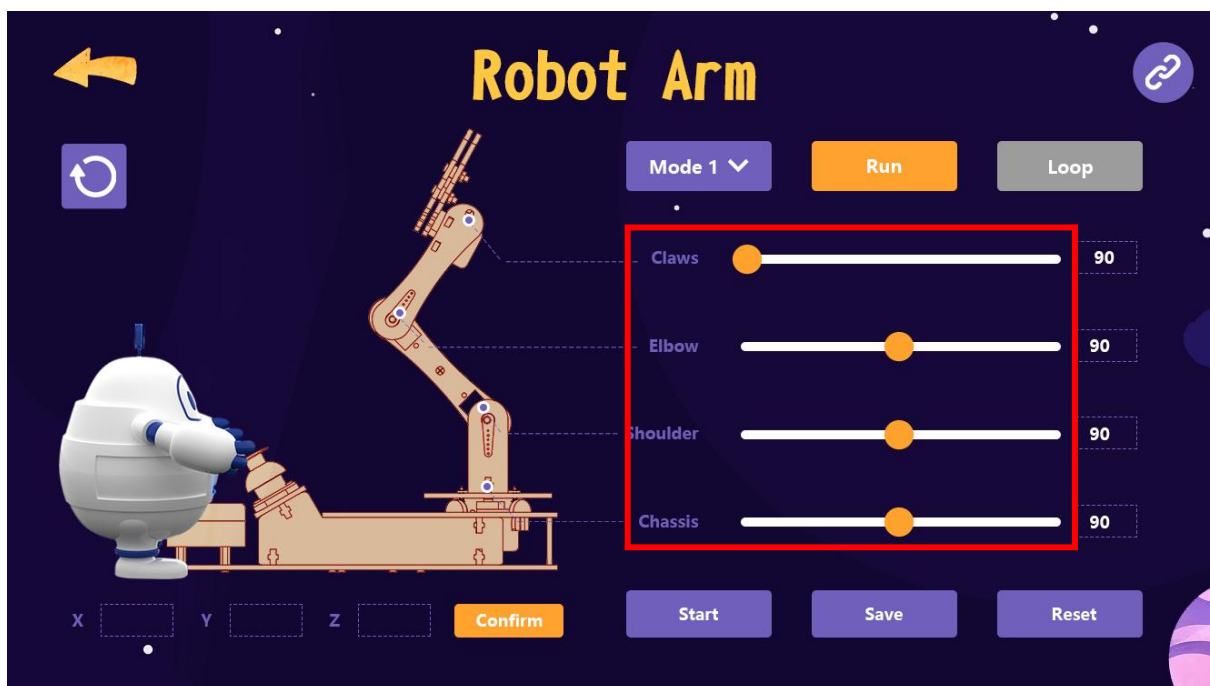 Robot Arm
Mode 1 Run Loop
Claws 90
Elbow 90
Shoulder 90
Chassis 90
X Y Z Confirm Start Save Reset